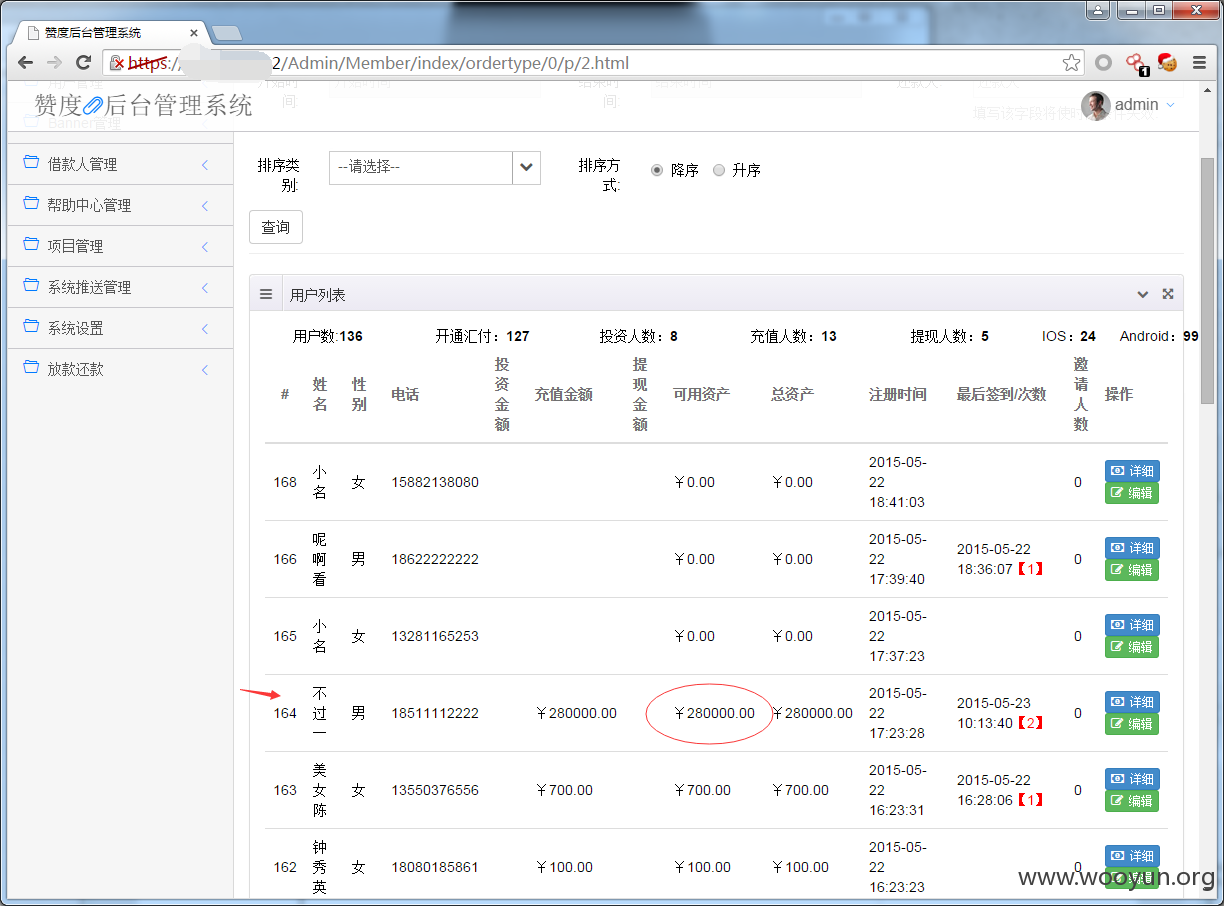 赞度后台管理系统
https://2/Admin/Member/index/ordertype/0/p/2.html
1
赞度后台管理系统
admin
Banner管理
借款人管理
帮助中心管理
项目管理
系统推送管理
系统设置
放款还款
排序类别:
--请选择--
排序方式:
降序
升序
查询
用户列表
用户数:136 开通汇付：127 投资人数：8 充值人数：13 提现人数：5 IOS：24 Android：99
# 姓名 性别 电话 投资金额 充值金额 提现金额 可用资产 总资产 注册时间 最后签到/次数 邀请人数 操作
168 小名 女 15882138080 ￥0.00 ￥0.00 2015-05-22 18:41:03 0 详细 编辑
166 呢啊看 男 18622222222 ￥0.00 ￥0.00 2015-05-22 17:39:40 2015-05-22 18:36:07【1】 0 详细 编辑
165 小名 女 13281165253 ￥0.00 ￥0.00 2015-05-22 17:37:23 0 详细 编辑
164 不过一 男 18511112222 ￥280000.00 ￥280000.00 ￥280000.00 2015-05-22 17:23:28 2015-05-23 10:13:40【2】 0 详细 编辑
163 美女陈 女 13550376556 ￥700.00 ￥700.00 ￥700.00 2015-05-22 16:23:31 2015-05-22 16:28:06【1】 0 详细 编辑
162 钟秀英 女 18080185861 ￥100.00 ￥100.00 ￥100.00 2015-05-22 16:23:23 0 详细 编辑
www.wooyun.org